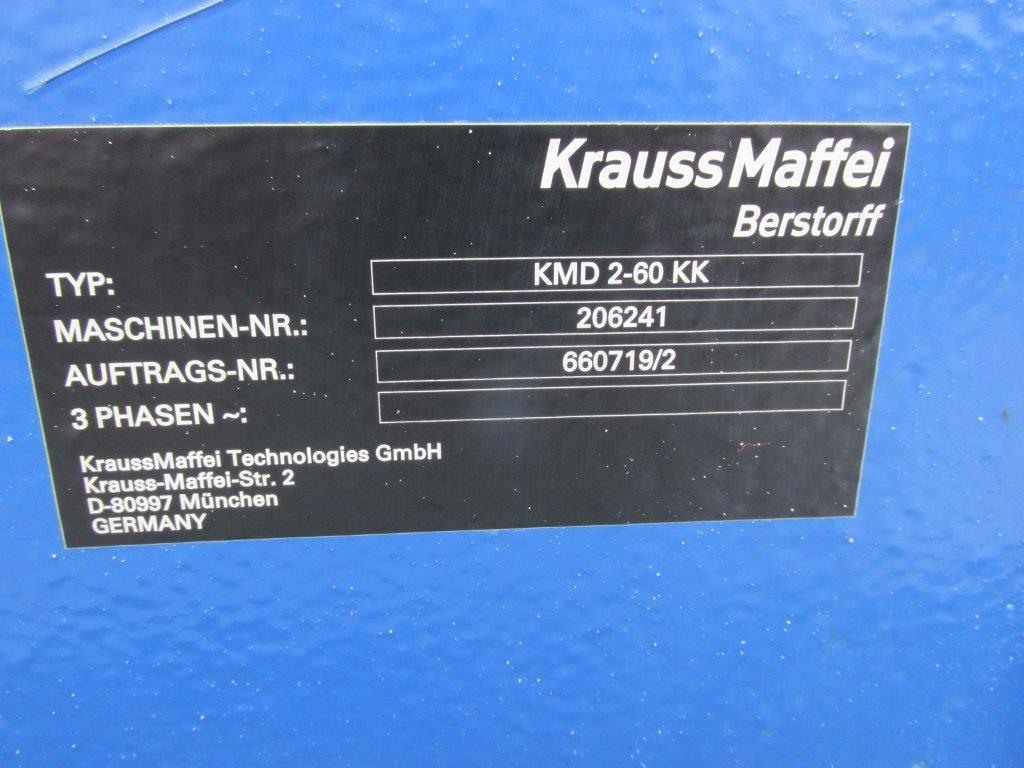 KraussMaffei
Berstorff
TYP: KMD 2-60 KK
MASCHINEN-NR.: 206241
AUFTRAGS-NR.: 660719/2
3 PHASEN ~:
KraussMaffei Technologies GmbH
Krauss-Maffei-Str. 2
D-80997 München
GERMANY